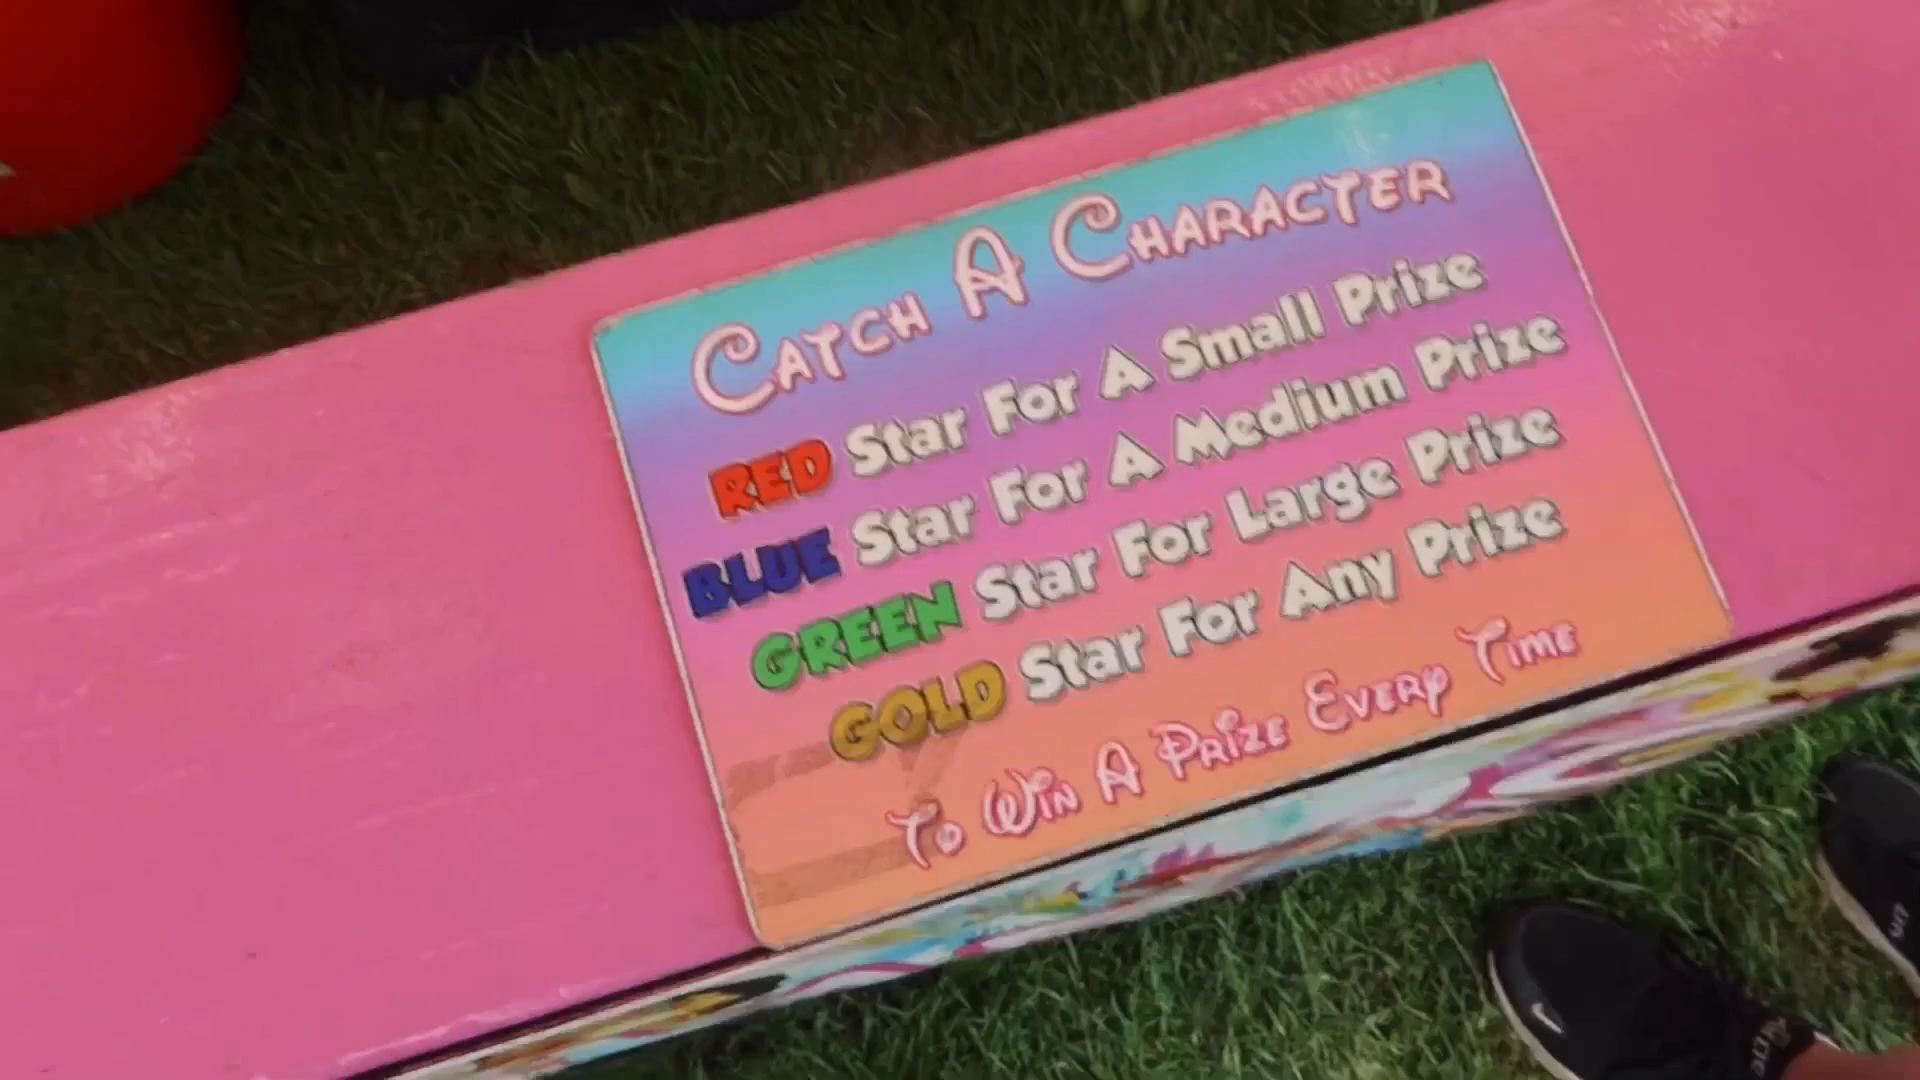 CATCH A CHARACTER
RED Star For A Small Prize
BLUE Star For A Medium Prize
GREEN Star For Large Prize
GOLD Star For Any Prize
To Win A Prize Every Time